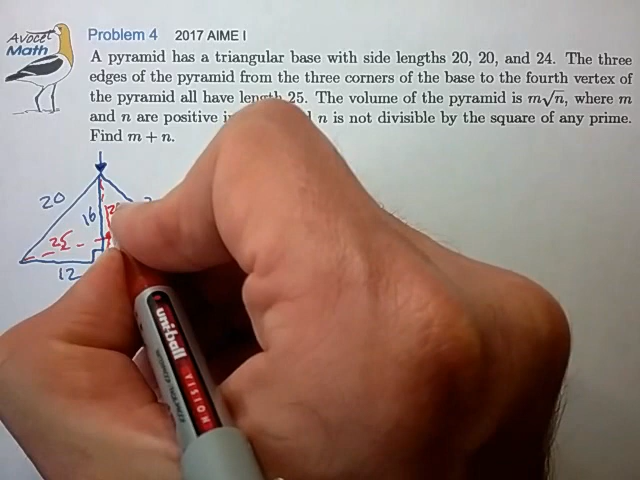 Avocet
Math
Problem 4 2017 AIME I
A pyramid has a triangular base with side lengths 20, 20, and 24. The three
edges of the pyramid from the three corners of the base to the fourth vertex of
the pyramid all have length 25. The volume of the pyramid is m√n, where m
and n are positive n is not divisible by the square of any prime.
Find m + n.
20
16
25
12
uni-ball
VISION